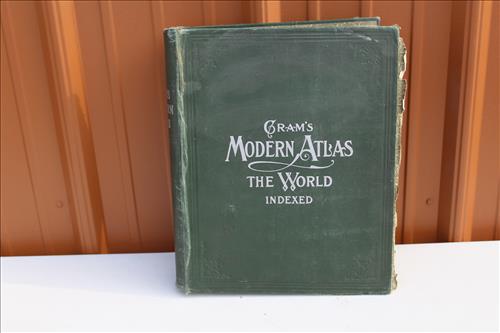 CRAM'S
MODERN ATLAS
THE WORLD
INDEXED